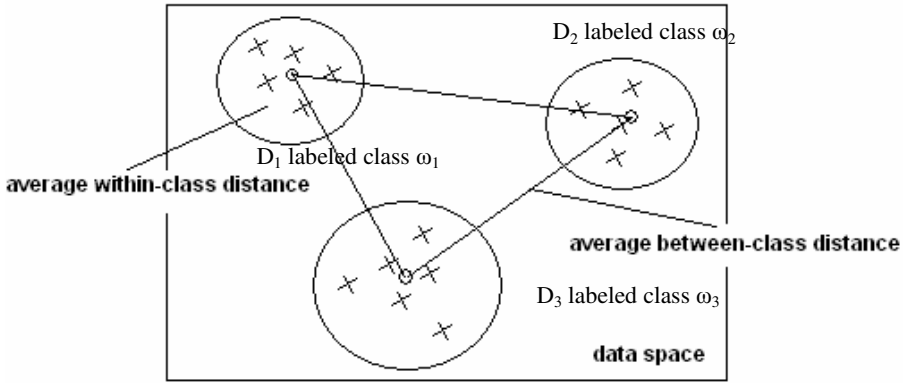 D₂ labeled class ω₂
D₁ labeled class ω₁
average within-class distance
average between-class distance
D₃ labeled class ω₃
data space